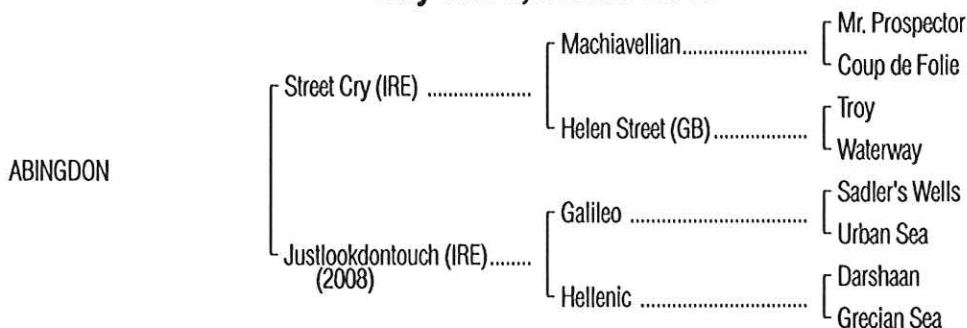 Mr. Prospector
Machiavellian
Coup de Folie
Street Cry (IRE)
Troy
Helen Street (GB)
Waterway
ABINGDON
Sadler's Wells
Galileo
Urban Sea
Justlookdontouch (IRE)
(2008)
Darshaan
Hellenic
Grecian Sea